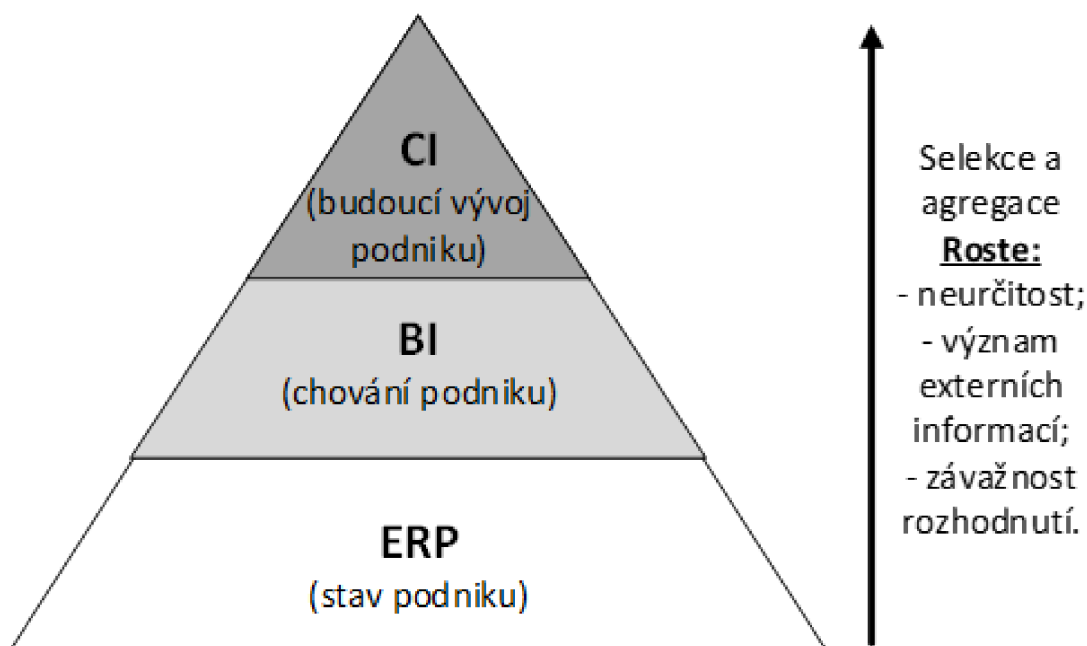 CI
(budoucí vývoj
podniku)
BI
(chování podniku)
ERP
(stav podniku)
Selekce a
agregace
Roste:
- neurčitost;
- význam
externích
informací;
- závažnost
rozhodnutí.